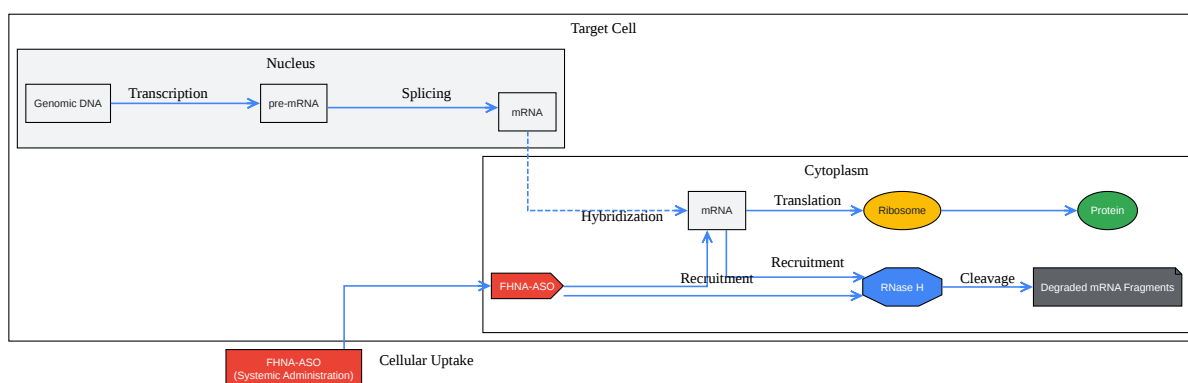 Target Cell
Nucleus
Genomic DNA
Transcription
pre-mRNA
Splicing
mRNA
Cytoplasm
Hybridization
mRNA
Translation
Ribosome
Protein
FHNA-ASO
Recruitment
Recruitment
RNase H
Cleavage
Degraded mRNA Fragments
FHNA-ASO
(Systemic Administration)
Cellular Uptake